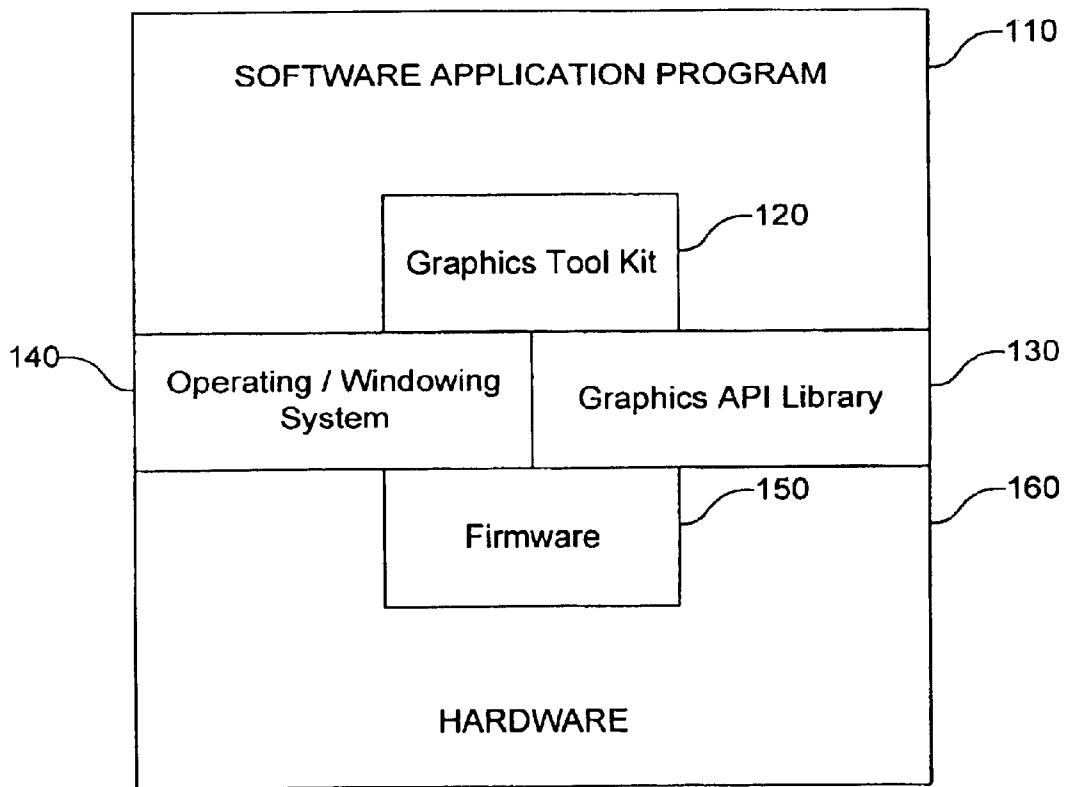 110
SOFTWARE APPLICATION PROGRAM
120
Graphics Tool Kit
140
Operating / Windowing
System
Graphics API Library
130
150
160
Firmware
HARDWARE